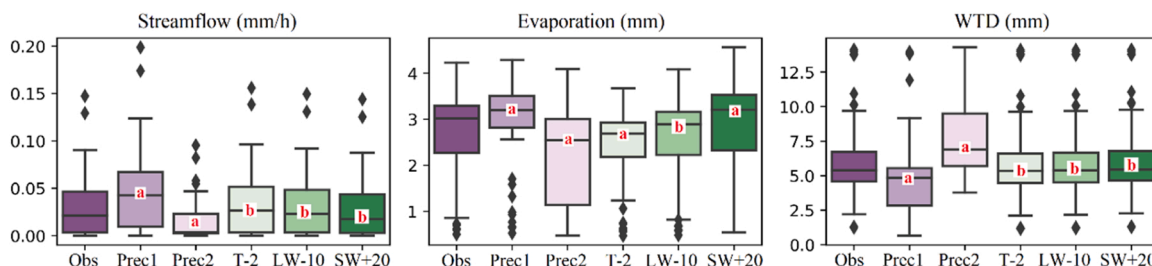 Streamflow (mm/h)
0.20
0.15
0.10
0.05
0.00
a
a
b
b
b
Obs Prec1 Prec2 T-2 LW-10 SW+20
Evaporation (mm)
4
3
2
1
a
a
a
b
a
Obs Prec1 Prec2 T-2 LW-10 SW+20
WTD (mm)
12.5
10.0
7.5
5.0
2.5
0.0
a
a
b
b
b
Obs Prec1 Prec2 T-2 LW-10 SW+20